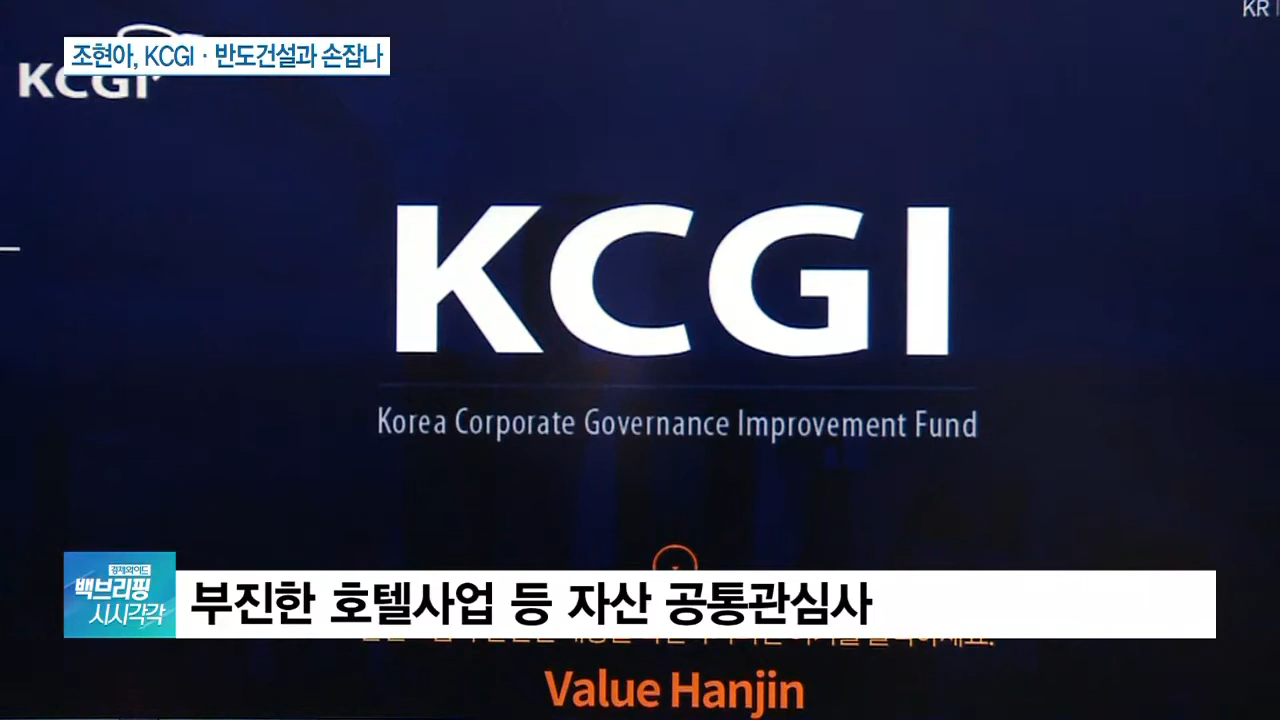 KR
조현아, KCGI · 반도건설과 손잡나
KCGI
KCGI
Korea Corporate Governance Improvement Fund
경제와이드
백브리핑
시시각각
부진한 호텔사업 등 자산 공통관심사
Value Hanjin